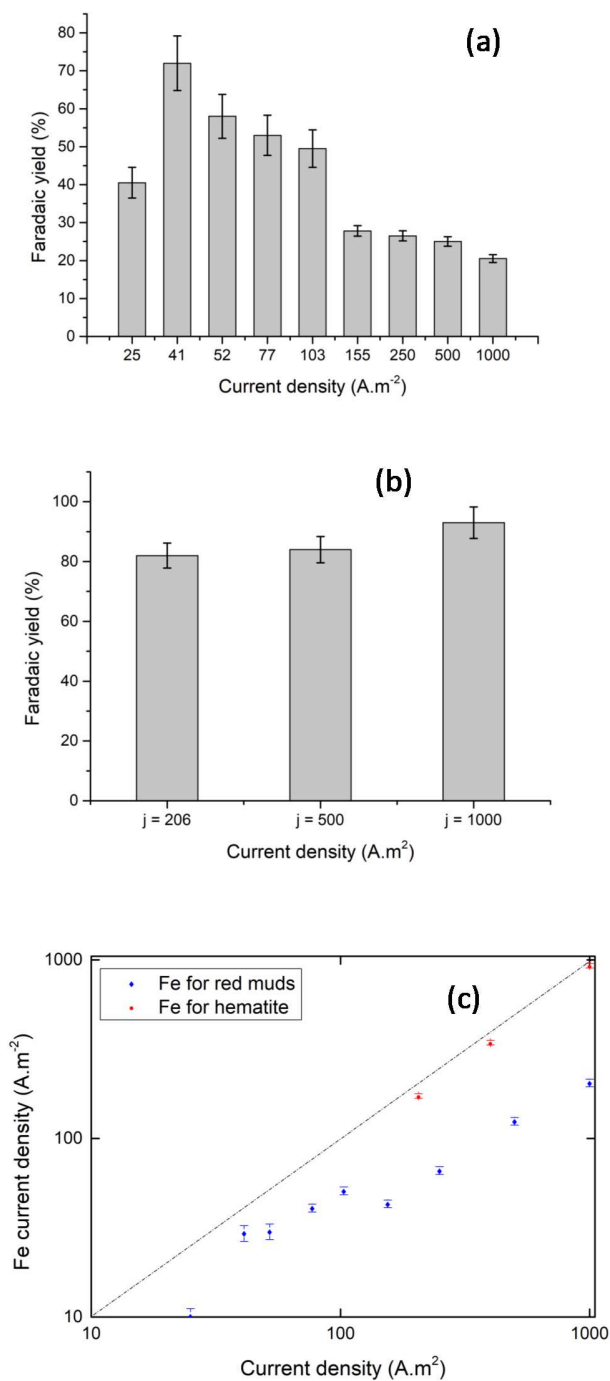 (a)
80
70
60
50
40
30
20
10
0
Faradaic yield (%)
25 41 52 77 103 155 250 500 1000
Current density (A.m-2)
(b)
100
80
60
40
20
0
Faradaic yield (%)
j = 206 j = 500 j = 1000
Current density (A.m2)
(c)
Fe for red muds
Fe for hematite
1000
100
10
Fe current density (A.m-2)
10 100 1000
Current density (A.m2)